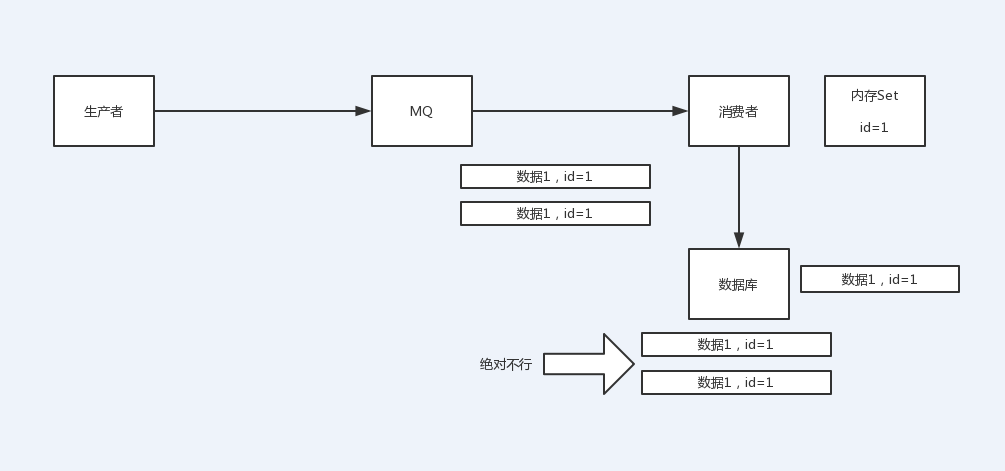 生产者
MQ
消费者
内存Set
id=1
数据1，id=1
数据1，id=1
数据库
数据1，id=1
绝对不行
数据1，id=1
数据1，id=1